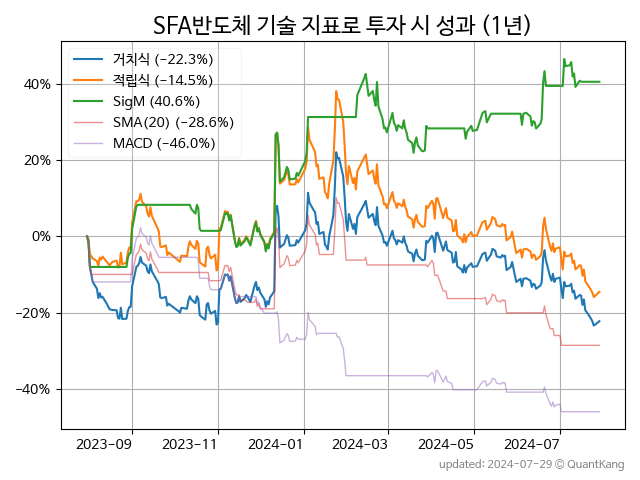 SFA반도체 기술 지표로 투자 시 성과 (1년)
거치식 (−22.3%)
적립식 (−14.5%)
SigM (40.6%)
SMA(20) (−28.6%)
MACD (−46.0%)
40%
20%
0%
−20%
−40%
2023-09 2023-11 2024-01 2024-03 2024-05 2024-07
updated: 2024-07-29 © QuantKang